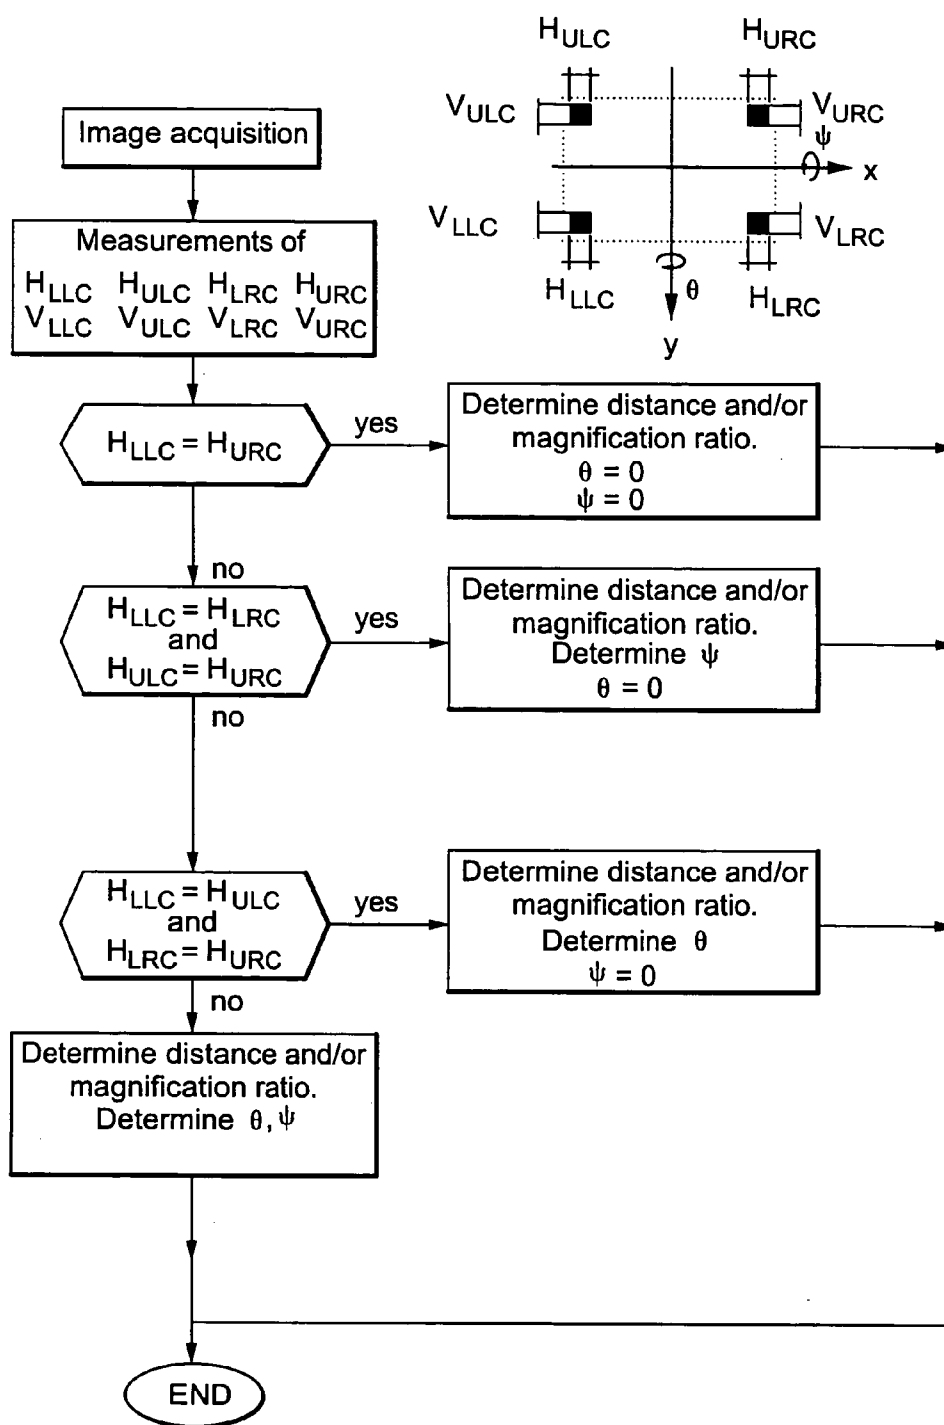 H_ULC H_URC
V_ULC V_URC
ψ
x
V_LLC V_LRC
H_LLC θ H_LRC
y
Image acquisition
Measurements of
H_LLC H_ULC H_LRC H_URC
V_LLC V_ULC V_LRC V_URC
H_LLC = H_URC
yes
Determine distance and/or
magnification ratio.
θ = 0
ψ = 0
no
H_LLC = H_LRC
and
H_ULC = H_URC
yes
Determine distance and/or
magnification ratio.
Determine ψ
θ = 0
no
H_LLC = H_ULC
and
H_LRC = H_URC
yes
Determine distance and/or
magnification ratio.
Determine θ
ψ = 0
no
Determine distance and/or
magnification ratio.
Determine θ, ψ
END